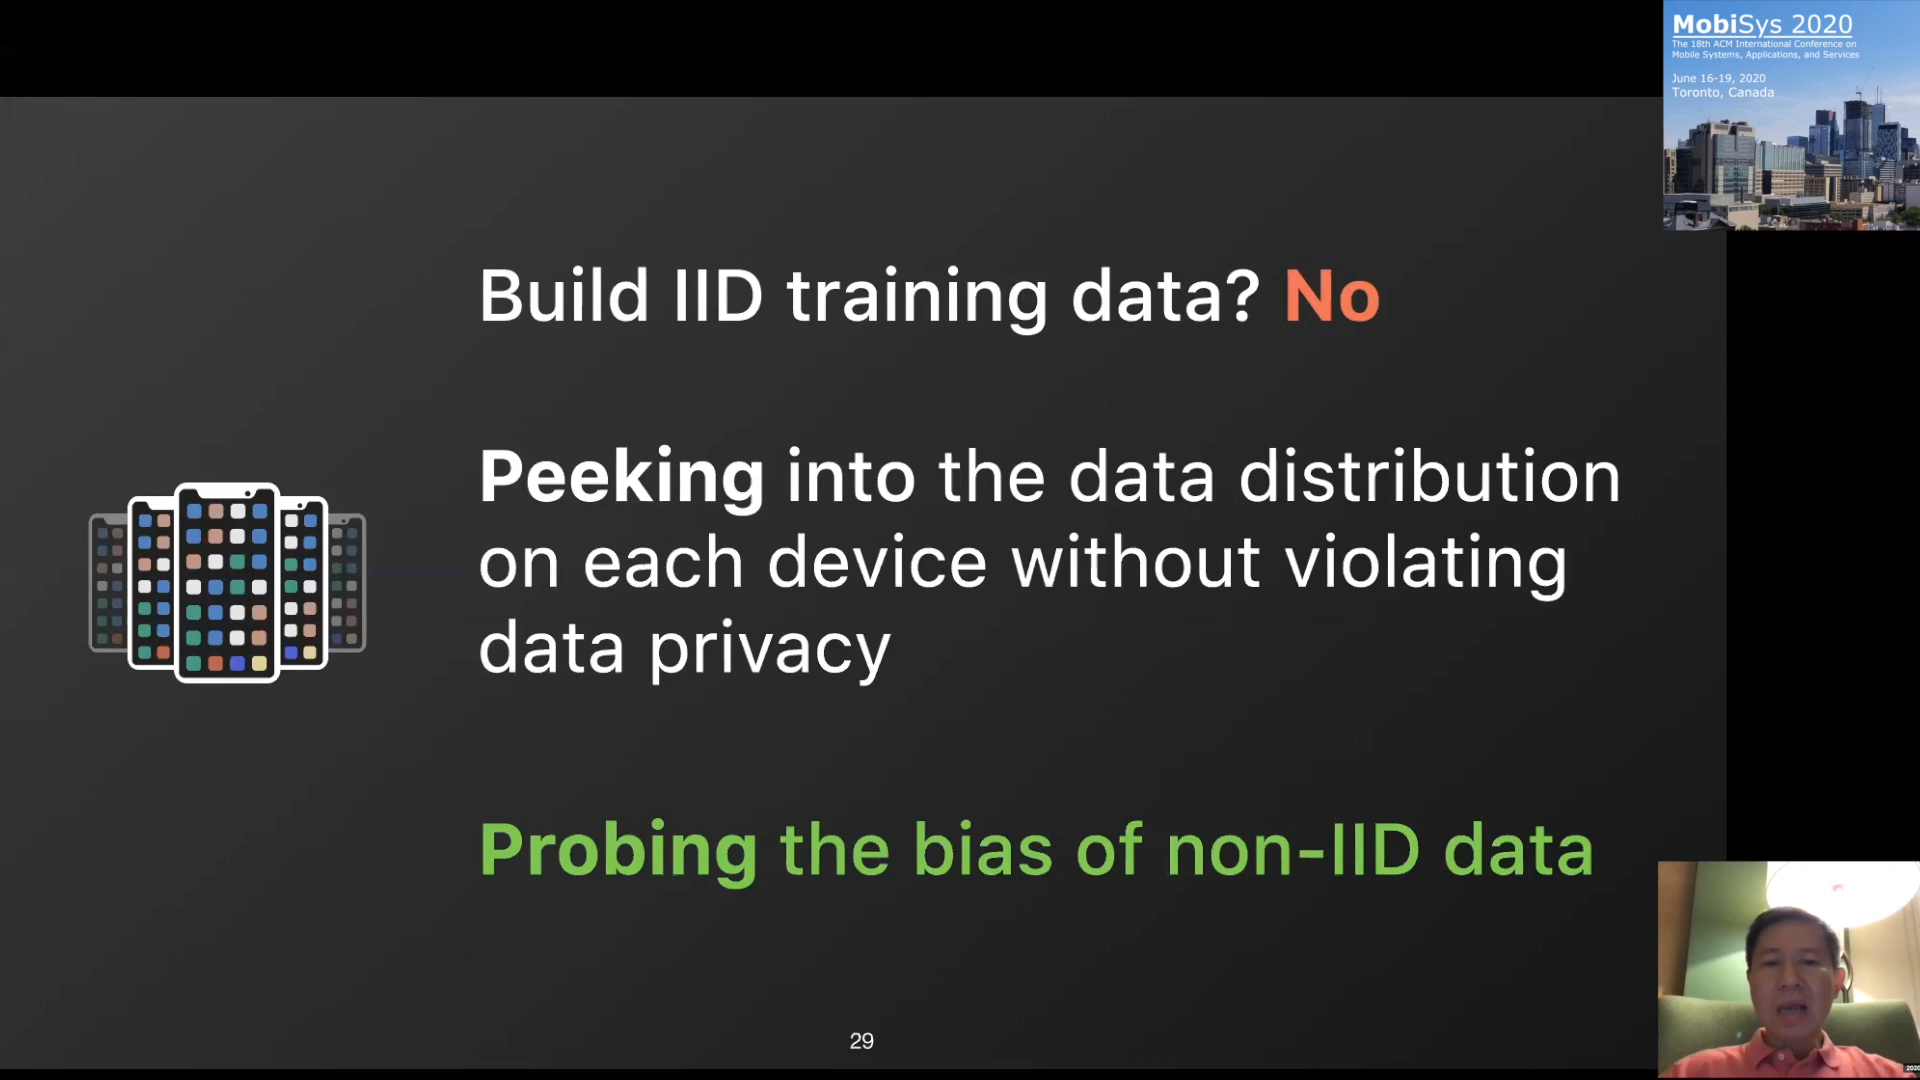 MobiSys 2020
The 18th ACM International Conference on
Mobile Systems, Applications, and Services
June 16-19, 2020
Toronto, Canada
Build IID training data? No
Peeking into the data distribution
on each device without violating
data privacy
Probing the bias of non-IID data
29